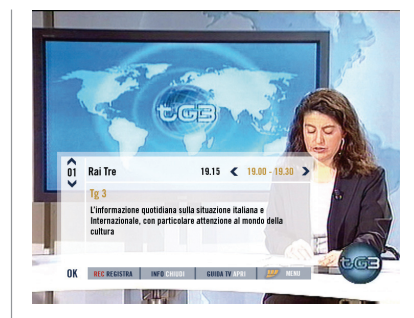 tG3
01 Rai Tre 19.15 19.00 - 19.30
Tg 3
L'informazione quotidiana sulla situazione italiana e
Internazionale, con particolare attenzione al mondo della
cultura
tG3
OK REC REGISTRA INFO CHIUDI GUIDA TV APRI MENU